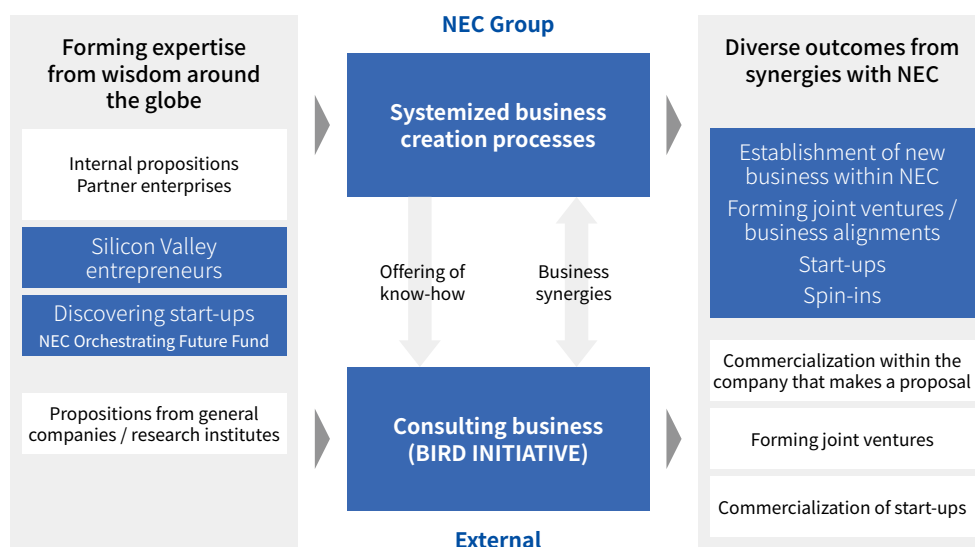 Forming expertise
from wisdom around
the globe
Internal propositions
Partner enterprises
Silicon Valley
entrepreneurs
Discovering start-ups
NEC Orchestrating Future Fund
Propositions from general
companies / research institutes
NEC Group
Systemized business
creation processes
Offering of
know-how
Business
synergies
Consulting business
(BIRD INITIATIVE)
External
Diverse outcomes from
synergies with NEC
Establishment of new
business within NEC
Forming joint ventures /
business alignments
Start-ups
Spin-ins
Commercialization within the
company that makes a proposal
Forming joint ventures
Commercialization of start-ups